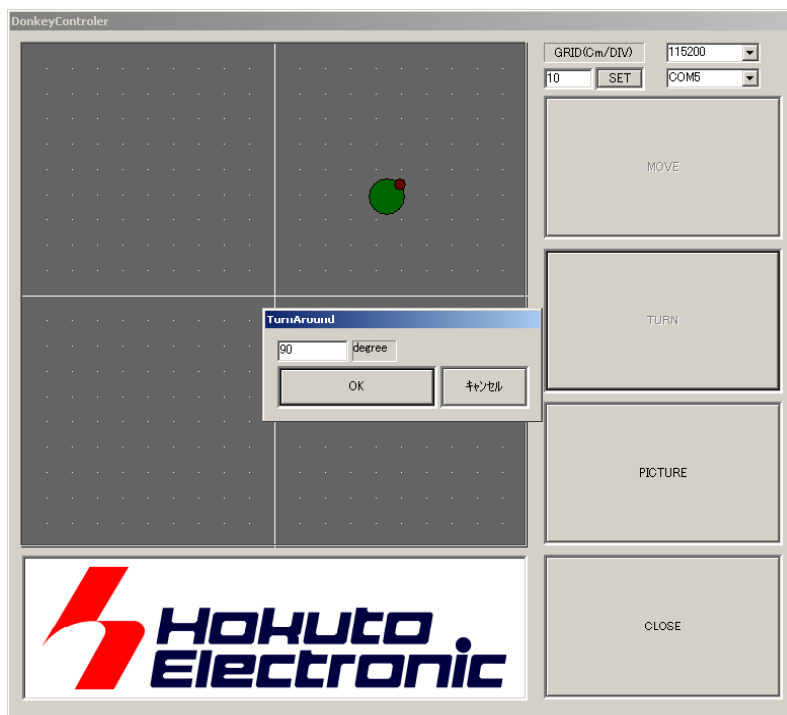 DonkeyControler
GRID(Cm/DIV)
115200
10
SET
COM5
MOVE
TurnAround
90
degree
OK
キャンセル
TURN
PICTURE
Hokuto
Electronic
CLOSE